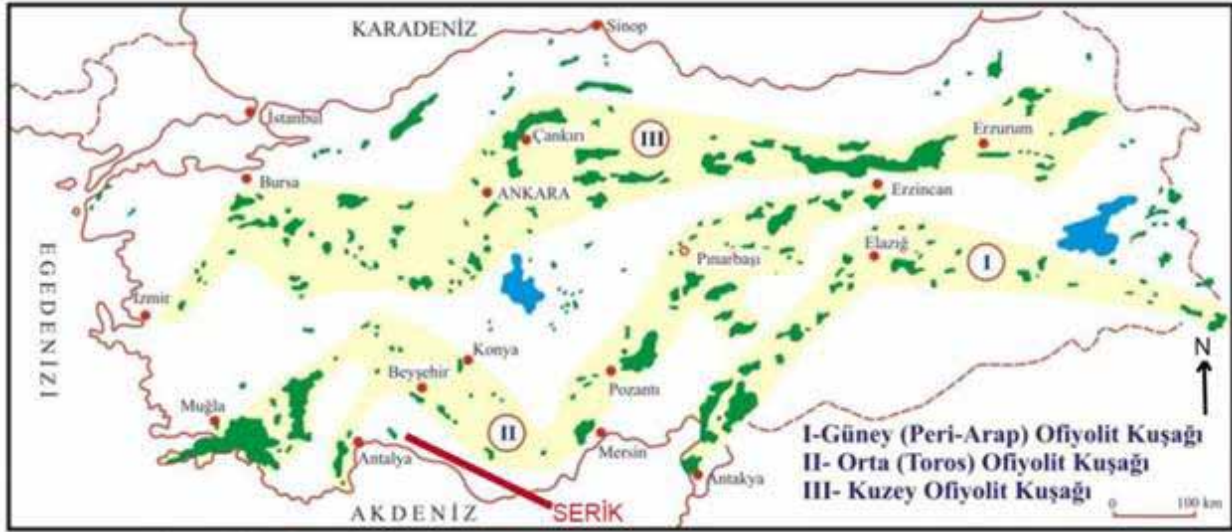 KARADENİZ
Sinop
İstanbul
Çankırı
III
Erzurum
Bursa
ANKARA
Erzincan
EGEDENİZİ
Pınarbaşı
Elazığ
I
İzmir
N
Konya
Beyşehir
Pozantı
Muğla
II
Antalya
Mersin
Antakya
I-Güney (Peri-Arap) Ofiyolit Kuşağı
II- Orta (Toros) Ofiyolit Kuşağı
III- Kuzey Ofiyolit Kuşağı
AKDENİZ
SERİK
0 100 km